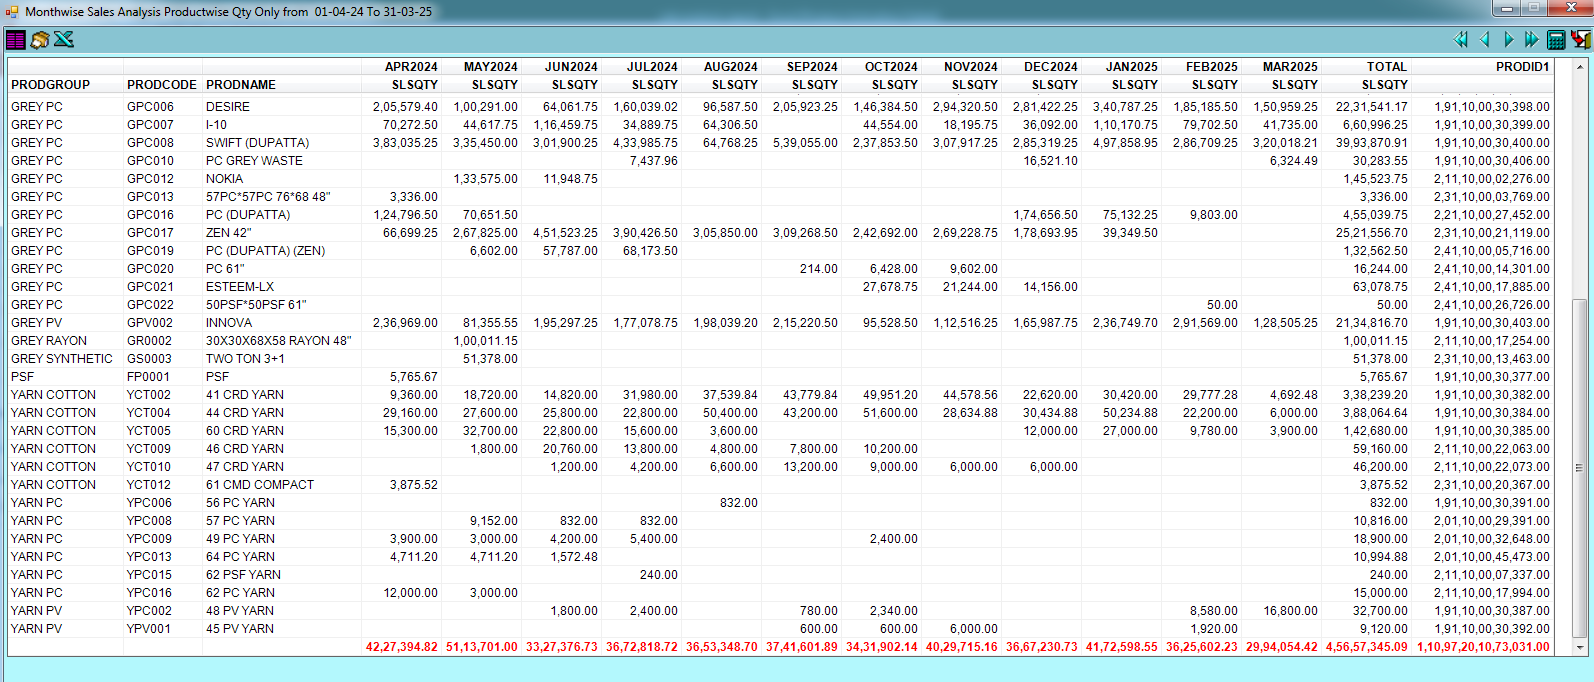 Monthwise Sales Analysis Productwise Qty Only from 01-04-24 To 31-03-25
APR2024 MAY2024 JUN2024 JUL2024 AUG2024 SEP2024 OCT2024 NOV2024 DEC2024 JAN2025 FEB2025 MAR2025 TOTAL PRODID1
PRODGROUP PRODCODE PRODNAME SLSQTY SLSQTY SLSQTY SLSQTY SLSQTY SLSQTY SLSQTY SLSQTY SLSQTY SLSQTY SLSQTY SLSQTY SLSQTY
GREY PC GPC006 DESIRE 2,05,579.40 1,00,291.00 64,061.75 1,60,039.02 96,587.50 2,05,923.25 1,46,384.50 2,94,320.50 2,81,422.25 3,40,787.25 1,85,185.50 1,50,959.25 22,31,541.17 1,91,10,00,30,398.00
GREY PC GPC007 I-10 70,272.50 44,617.75 1,16,459.75 34,889.75 64,306.50 44,554.00 18,195.75 36,092.00 1,10,170.75 79,702.50 41,735.00 6,60,996.25 1,91,10,00,30,399.00
GREY PC GPC008 SWIFT (DUPATTA) 3,83,035.25 3,35,450.00 3,01,900.25 4,33,985.75 64,768.25 5,39,055.00 2,37,853.50 3,07,917.25 2,85,319.25 4,97,858.95 2,86,709.25 3,20,018.21 39,93,870.91 1,91,10,00,30,400.00
GREY PC GPC010 PC GREY WASTE 7,437.96 16,521.10 6,324.49 30,283.55 1,91,10,00,30,406.00
GREY PC GPC012 NOKIA 1,33,575.00 11,948.75 1,45,523.75 2,11,10,00,02,276.00
GREY PC GPC013 57PC*57PC 76*68 48" 3,336.00 3,336.00 2,31,10,00,03,769.00
GREY PC GPC016 PC (DUPATTA) 1,24,796.50 70,651.50 1,74,656.50 75,132.25 9,803.00 4,55,039.75 2,21,10,00,27,452.00
GREY PC GPC017 ZEN 42" 66,699.25 2,67,825.00 4,51,523.25 3,90,426.50 3,05,850.00 3,09,268.50 2,42,692.00 2,69,228.75 1,78,693.95 39,349.50 25,21,556.70 2,31,10,00,21,119.00
GREY PC GPC019 PC (DUPATTA) (ZEN) 6,602.00 57,787.00 68,173.50 1,32,562.50 2,41,10,00,05,716.00
GREY PC GPC020 PC 61" 214.00 6,428.00 9,602.00 16,244.00 2,41,10,00,14,301.00
GREY PC GPC021 ESTEEM-LX 27,678.75 21,244.00 14,156.00 63,078.75 2,41,10,00,17,885.00
GREY PC GPC022 50PSF*50PSF 61" 50.00 50.00 2,41,10,00,26,726.00
GREY PV GPV002 INNOVA 2,36,969.00 81,355.55 1,95,297.25 1,77,078.75 1,98,039.20 2,15,220.50 95,528.50 1,12,516.25 1,65,987.75 2,36,749.70 2,91,569.00 1,28,505.25 21,34,816.70 1,91,10,00,30,403.00
GREY RAYON GR0002 30X30X68X58 RAYON 48" 1,00,011.15 1,00,011.15 2,11,10,00,17,254.00
GREY SYNTHETIC GS0003 TWO TON 3+1 51,378.00 51,378.00 2,31,10,00,13,463.00
PSF FP0001 PSF 5,765.67 5,765.67 1,91,10,00,30,377.00
YARN COTTON YCT002 41 CRD YARN 9,360.00 18,720.00 14,820.00 31,980.00 37,539.84 43,779.84 49,951.20 44,578.56 22,620.00 30,420.00 29,777.28 4,692.48 3,38,239.20 1,91,10,00,30,382.00
YARN COTTON YCT004 44 CRD YARN 29,160.00 27,600.00 25,800.00 22,800.00 50,400.00 43,200.00 51,600.00 28,634.88 30,434.88 50,234.88 22,200.00 6,000.00 3,88,064.64 1,91,10,00,30,384.00
YARN COTTON YCT005 60 CRD YARN 15,300.00 32,700.00 22,800.00 15,600.00 3,600.00 12,000.00 27,000.00 9,780.00 3,900.00 1,42,680.00 1,91,10,00,30,385.00
YARN COTTON YCT009 46 CRD YARN 1,800.00 20,760.00 13,800.00 4,800.00 7,800.00 10,200.00 59,160.00 2,11,10,00,22,063.00
YARN COTTON YCT010 47 CRD YARN 1,200.00 4,200.00 6,600.00 13,200.00 9,000.00 6,000.00 6,000.00 46,200.00 2,11,10,00,22,073.00
YARN COTTON YCT012 61 CMD COMPACT 3,875.52 3,875.52 2,31,10,00,20,367.00
YARN PC YPC006 56 PC YARN 832.00 832.00 1,91,10,00,30,391.00
YARN PC YPC008 57 PC YARN 9,152.00 832.00 832.00 10,816.00 2,01,10,00,29,391.00
YARN PC YPC009 49 PC YARN 3,900.00 3,000.00 4,200.00 5,400.00 2,400.00 18,900.00 2,01,10,00,32,648.00
YARN PC YPC013 64 PC YARN 4,711.20 4,711.20 1,572.48 10,994.88 2,01,10,00,45,473.00
YARN PC YPC015 62 PSF YARN 240.00 240.00 2,11,10,00,07,337.00
YARN PC YPC016 62 PC YARN 12,000.00 3,000.00 15,000.00 2,11,10,00,17,994.00
YARN PV YPC002 48 PV YARN 1,800.00 2,400.00 780.00 2,340.00 8,580.00 16,800.00 32,700.00 1,91,10,00,30,387.00
YARN PV YPV001 45 PV YARN 600.00 600.00 6,000.00 1,920.00 9,120.00 1,91,10,00,30,392.00
42,27,394.82 51,13,701.00 33,27,376.73 36,72,818.72 36,53,348.70 37,41,601.89 34,31,902.14 40,29,715.16 36,67,230.73 41,72,598.55 36,25,602.23 29,94,054.42 4,56,57,345.09 1,10,97,20,10,73,031.00